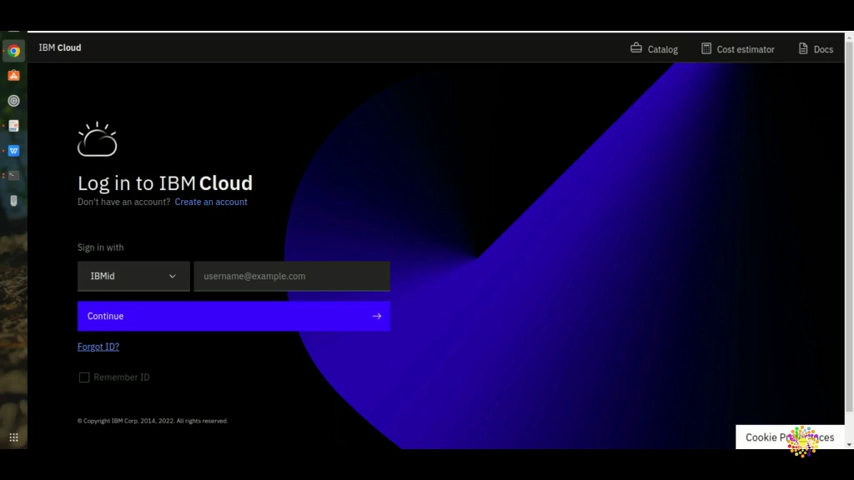 IBM Cloud
Catalog
Cost estimator
Docs
Log in to IBM Cloud
Don't have an account? Create an account
Sign in with
IBMid
username@example.com
Continue
Forgot ID?
Remember ID
© Copyright IBM Corp. 2014, 2022. All rights reserved.
Cookie Preferences